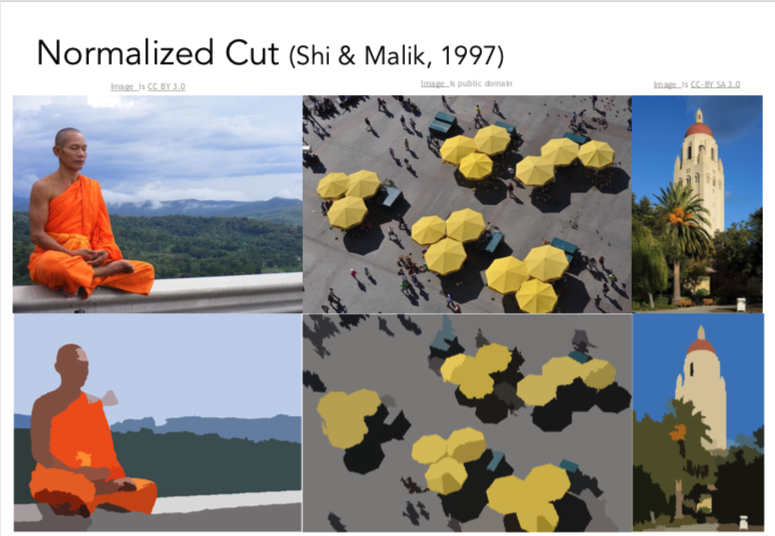 Normalized Cut (Shi & Malik, 1997)
Image is CC BY 3.0
Image is public domain
Image is CC-BY SA 3.0